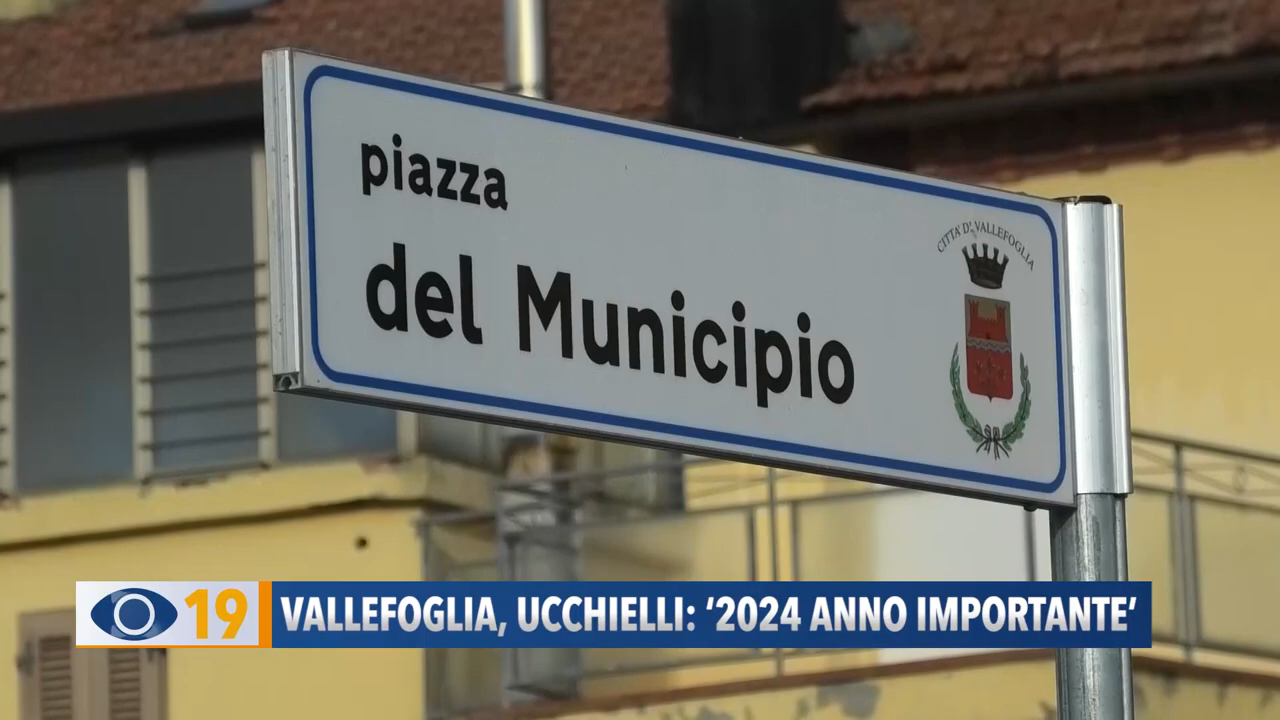 piazza
del Municipio
CITTA' DI VALLEFOGLIA
19
VALLEFOGLIA, UCCHIELLI: ‘2024 ANNO IMPORTANTE’